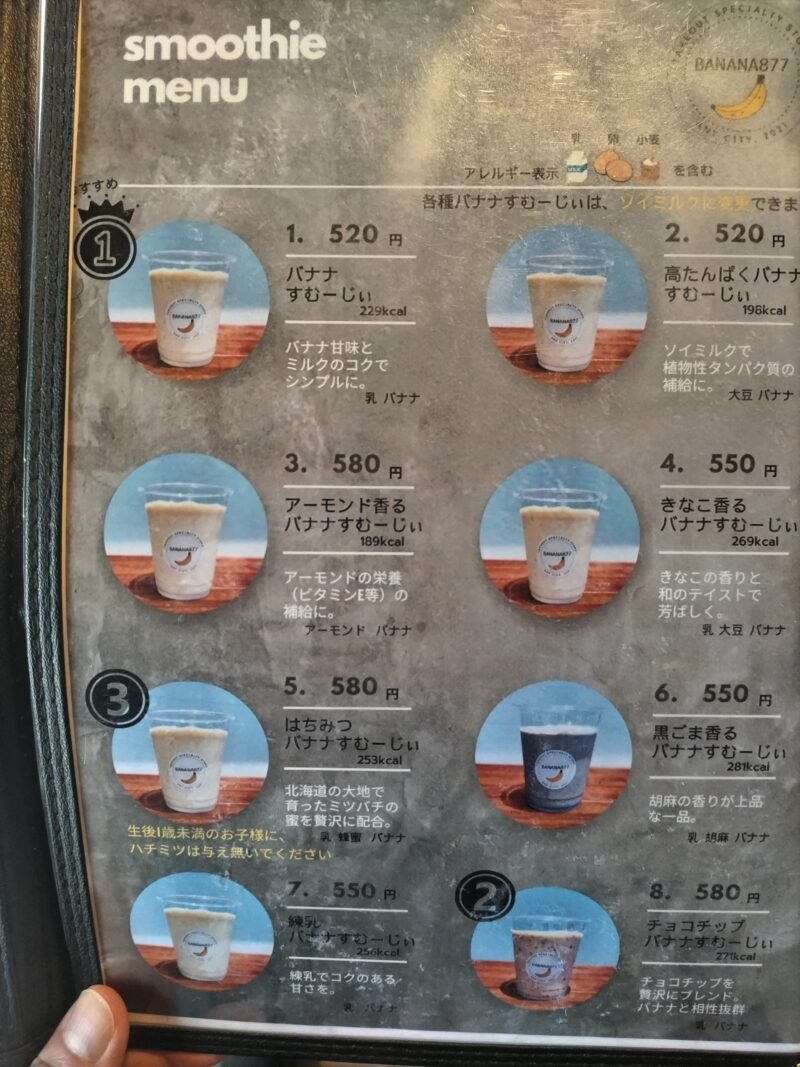 smoothie
menu
TAKEOUT SPECIALTY ST
BANANA877
ANY CITY. 2021
乳 卵 小麦
アレルギー表示 を含む
すすめ
各種バナナすむーじぃは、ソイミルクに変更できま
1
1. 520 円
バナナ
すむーじぃ
229kcal
バナナ甘味と
ミルクのコクで
シンプルに。
乳 バナナ
2. 520 円
高たんぱくバナナ
すむーじぃ
198kcal
ソイミルクで
植物性タンパク質の
補給に。
大豆 バナナ
3. 580 円
アーモンド香る
バナナすむーじぃ
189kcal
アーモンドの栄養
（ビタミンE等）の
補給に。
アーモンド バナナ
4. 550 円
きなこ香る
バナナすむーじぃ
269kcal
きなこの香りと
和のテイストで
芳ばしく。
乳 大豆 バナナ
3
5. 580 円
はちみつ
バナナすむーじぃ
253kcal
北海道の大地で
育ったミツバチの
蜜を贅沢に配合。
乳 蜂蜜 バナナ
生後1歳未満のお子様に、
ハチミツは与え無いでください
6. 550 円
黒ごま香る
バナナすむーじぃ
281kcal
胡麻の香りが上品
な一品。
乳 胡麻 バナナ
7. 550 円
練乳
バナナすむーじぃ
256kcal
練乳でコクのある
甘さを。
乳 バナナ
2
8. 580 円
チョコチップ
バナナすむーじぃ
271kcal
チョコチップを
贅沢にブレンド。
バナナと相性抜群
乳 バナナ